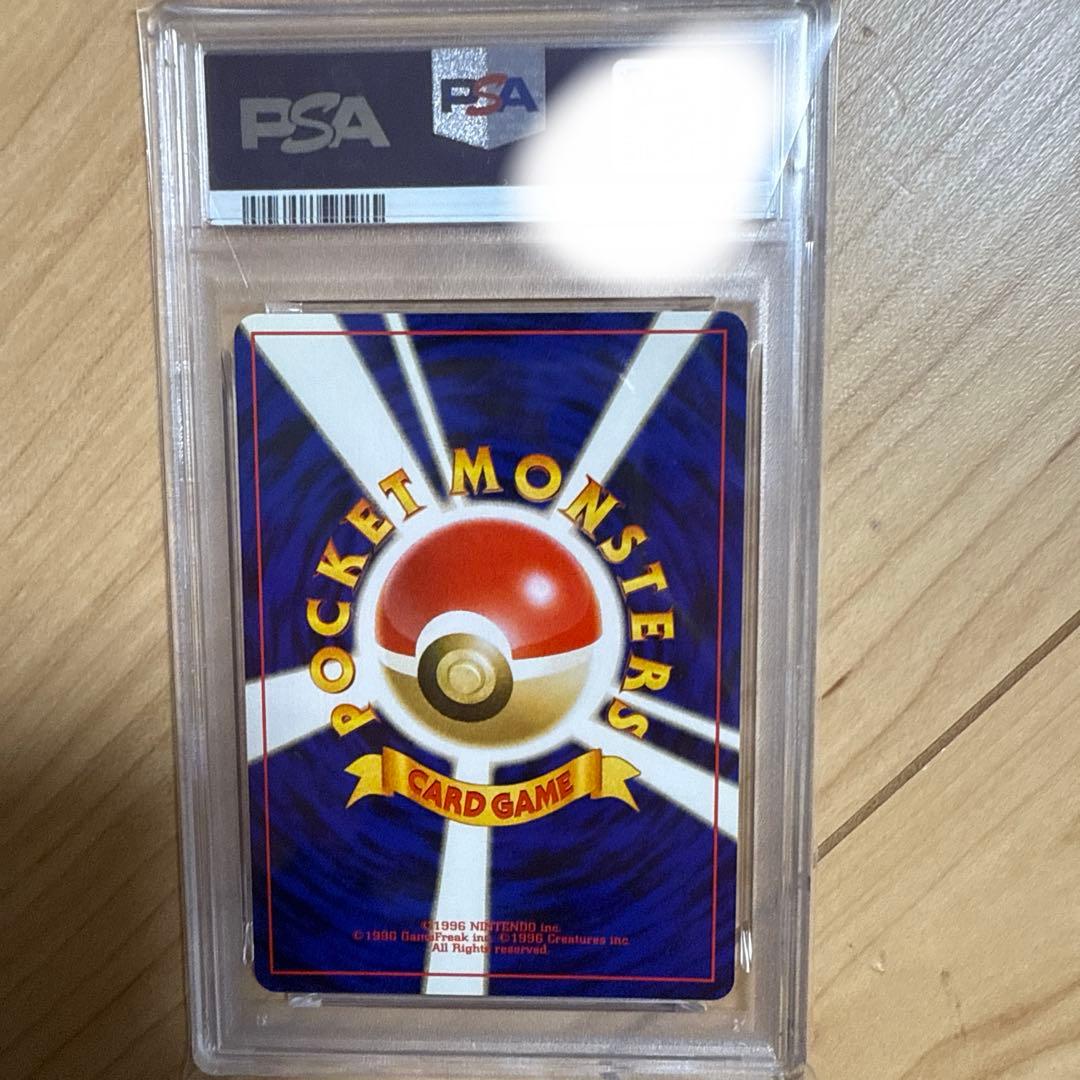 PSA
PSA
POCKET MONSTERS
CARD GAME
©1996 NINTENDO inc.
©1996 GameFreak inc. ©1996 Creatures inc.
All Rights reserved.